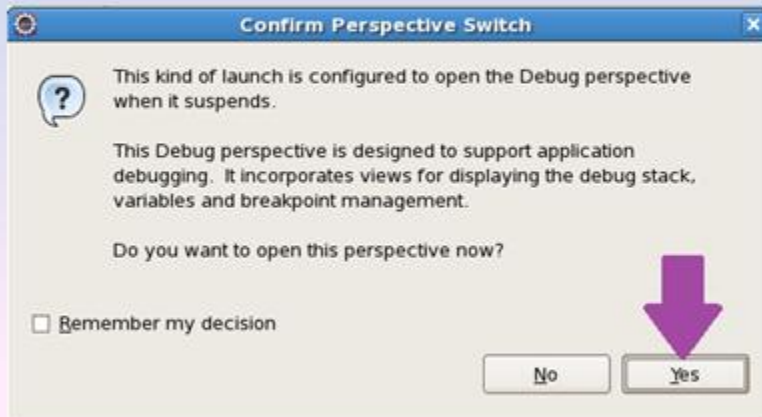 Confirm Perspective Switch
This kind of launch is configured to open the Debug perspective
when it suspends.
This Debug perspective is designed to support application
debugging. It incorporates views for displaying the debug stack,
variables and breakpoint management.
Do you want to open this perspective now?
Remember my decision
No
Yes